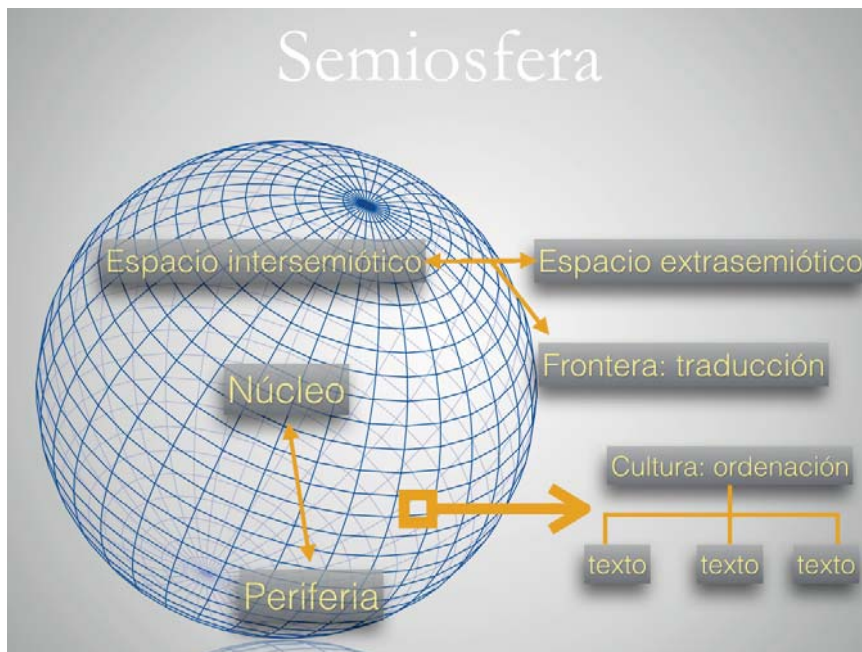 Semiosfera
Espacio intersemiótico
Espacio extrasemiótico
Frontera: traducción
Núcleo
Cultura: ordenación
texto
texto
texto
Periferia